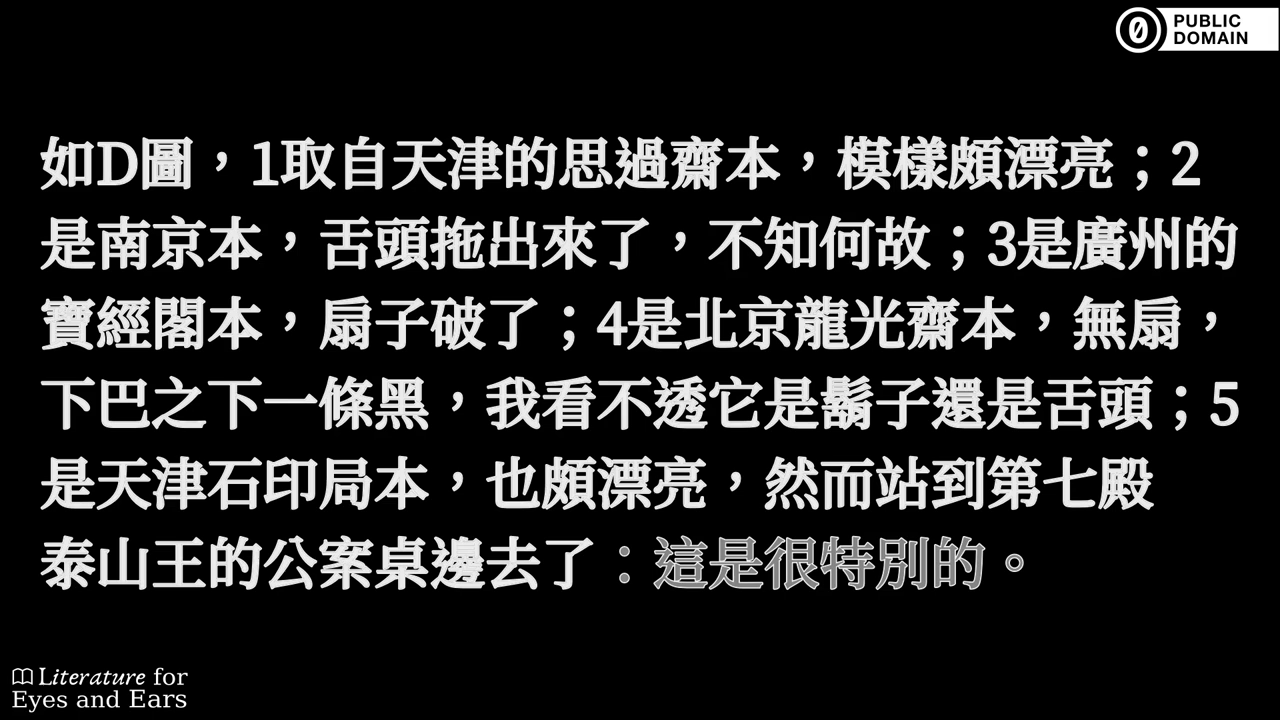 PUBLIC
DOMAIN
如D圖，1取自天津的思過齋本，模樣頗漂亮；2
是南京本，舌頭拖出來了，不知何故；3是廣州的
寶經閣本，扇子破了；4是北京龍光齋本，無扇，
下巴之下一條黑，我看不透它是鬍子還是舌頭；5
是天津石印局本，也頗漂亮，然而站到第七殿
泰山王的公案桌邊去了：這是很特別的。
Literature for
Eyes and Ears